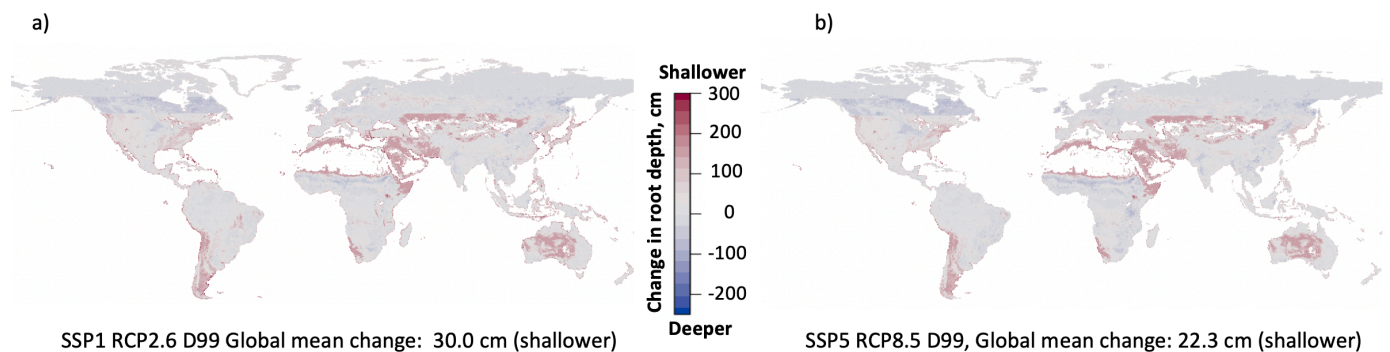 a)
b)
Shallower
300
200
100
0
-100
-200
Change in root depth, cm
Deeper
SSP1 RCP2.6 D99 Global mean change: 30.0 cm (shallower)
SSP5 RCP8.5 D99, Global mean change: 22.3 cm (shallower)